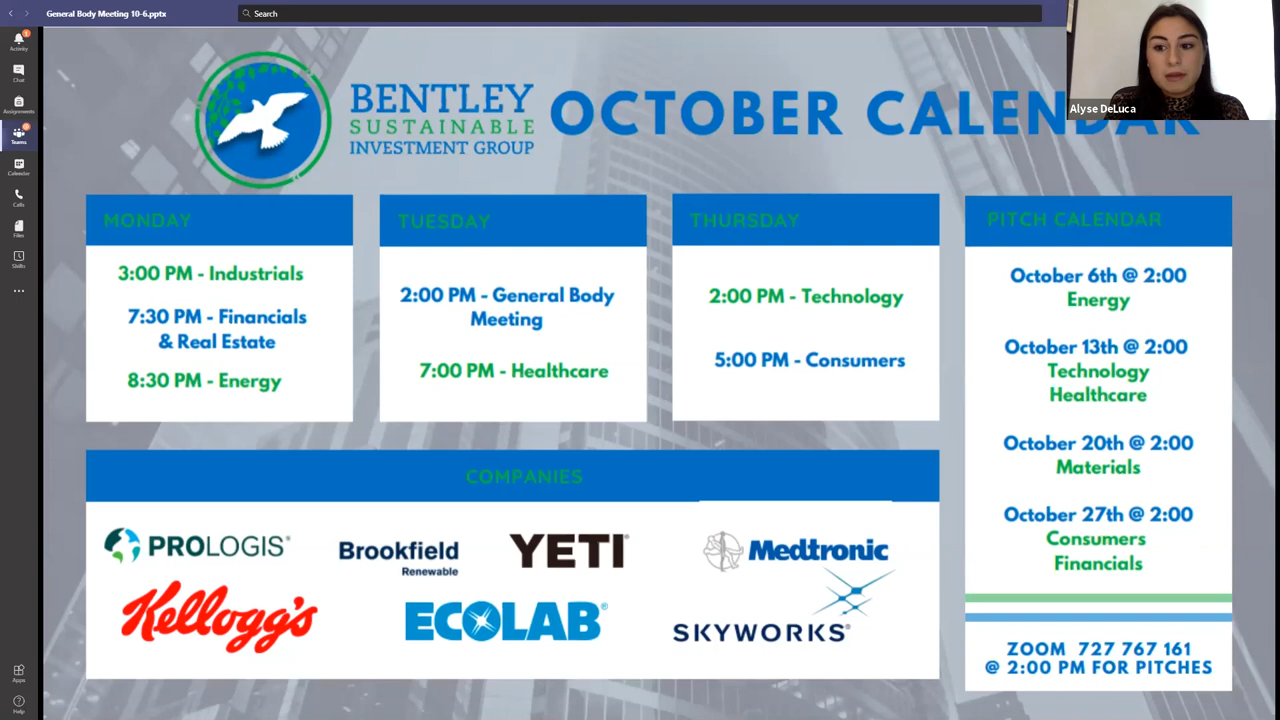 General Body Meeting 10-6.pptx
Search
Activity
Chat
Assignments
Teams
Calendar
Calls
Files
Skills
Apps
Help
Alyse DeLuca
BENTLEY
SUSTAINABLE
INVESTMENT GROUP
OCTOBER CALENDAR
MONDAY
3:00 PM - Industrials
7:30 PM - Financials
& Real Estate
8:30 PM - Energy
TUESDAY
2:00 PM - General Body
Meeting
7:00 PM - Healthcare
THURSDAY
2:00 PM - Technology
5:00 PM - Consumers
PITCH CALENDAR
October 6th @ 2:00
Energy
October 13th @ 2:00
Technology
Healthcare
October 20th @ 2:00
Materials
October 27th @ 2:00
Consumers
Financials
ZOOM 727 767 161
@ 2:00 PM FOR PITCHES
COMPANIES
PROLOGIS®
Brookfield
Renewable
YETI®
Medtronic
Kellogg's
ECOLAB®
SKYWORKS®